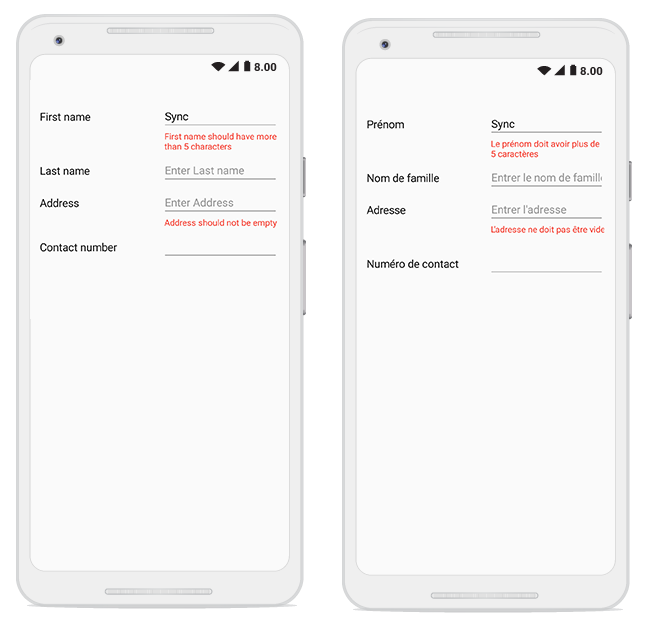 8.00
First name
Sync
First name should have more
than 5 characters
Last name
Enter Last name
Address
Enter Address
Address should not be empty
Contact number
8.00
Prénom
Sync
Le prénom doit avoir plus de
5 caractères
Nom de famille
Entrer le nom de famill
Adresse
Entrer l'adresse
L'adresse ne doit pas être vide
Numéro de contact